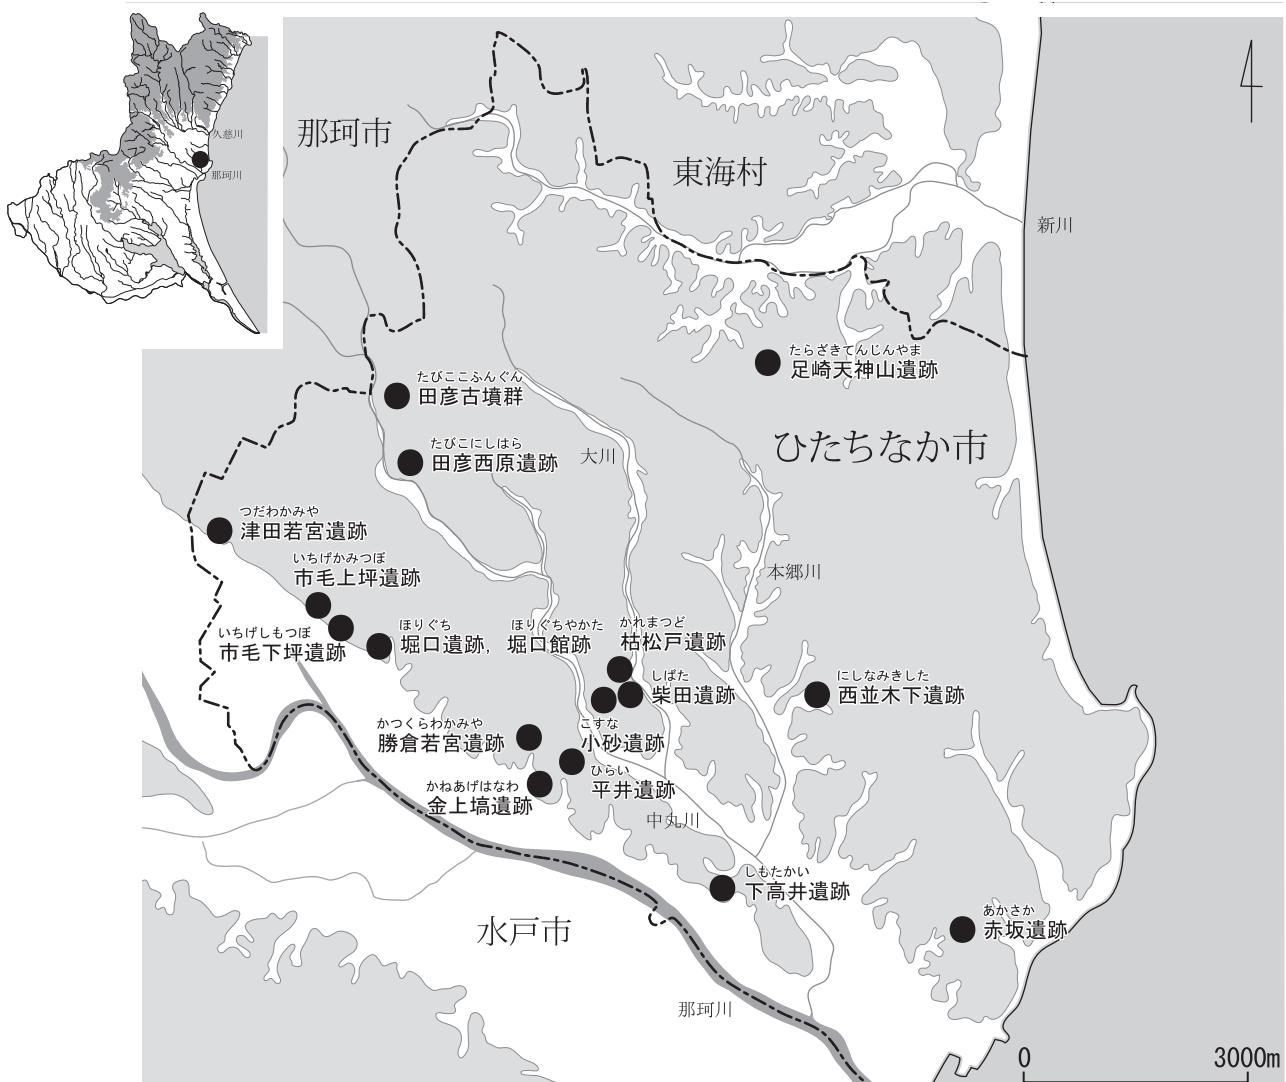 久慈川
那珂川
那珂市
東海村
新川
たらざきてんじんやま
足崎天神山遺跡
たびここふんぐん
田彦古墳群
ひたちなか市
たびこにしはら
田彦西原遺跡
大川
つだわかみや
津田若宮遺跡
いちげかみつぼ
市毛上坪遺跡
本郷川
いちげしもつぼ
市毛下坪遺跡
ほりぐち ほりぐちやかた
堀口遺跡，堀口館跡
かれまつど
枯松戸遺跡
しばた
柴田遺跡
にしなみきした
西並木下遺跡
かつくらわかみや
勝倉若宮遺跡
こすな
小砂遺跡
ひらい
平井遺跡
かねあげはなわ
金上塙遺跡
中丸川
しもたかい
下高井遺跡
あかさか
赤坂遺跡
水戸市
那珂川
0 3000m